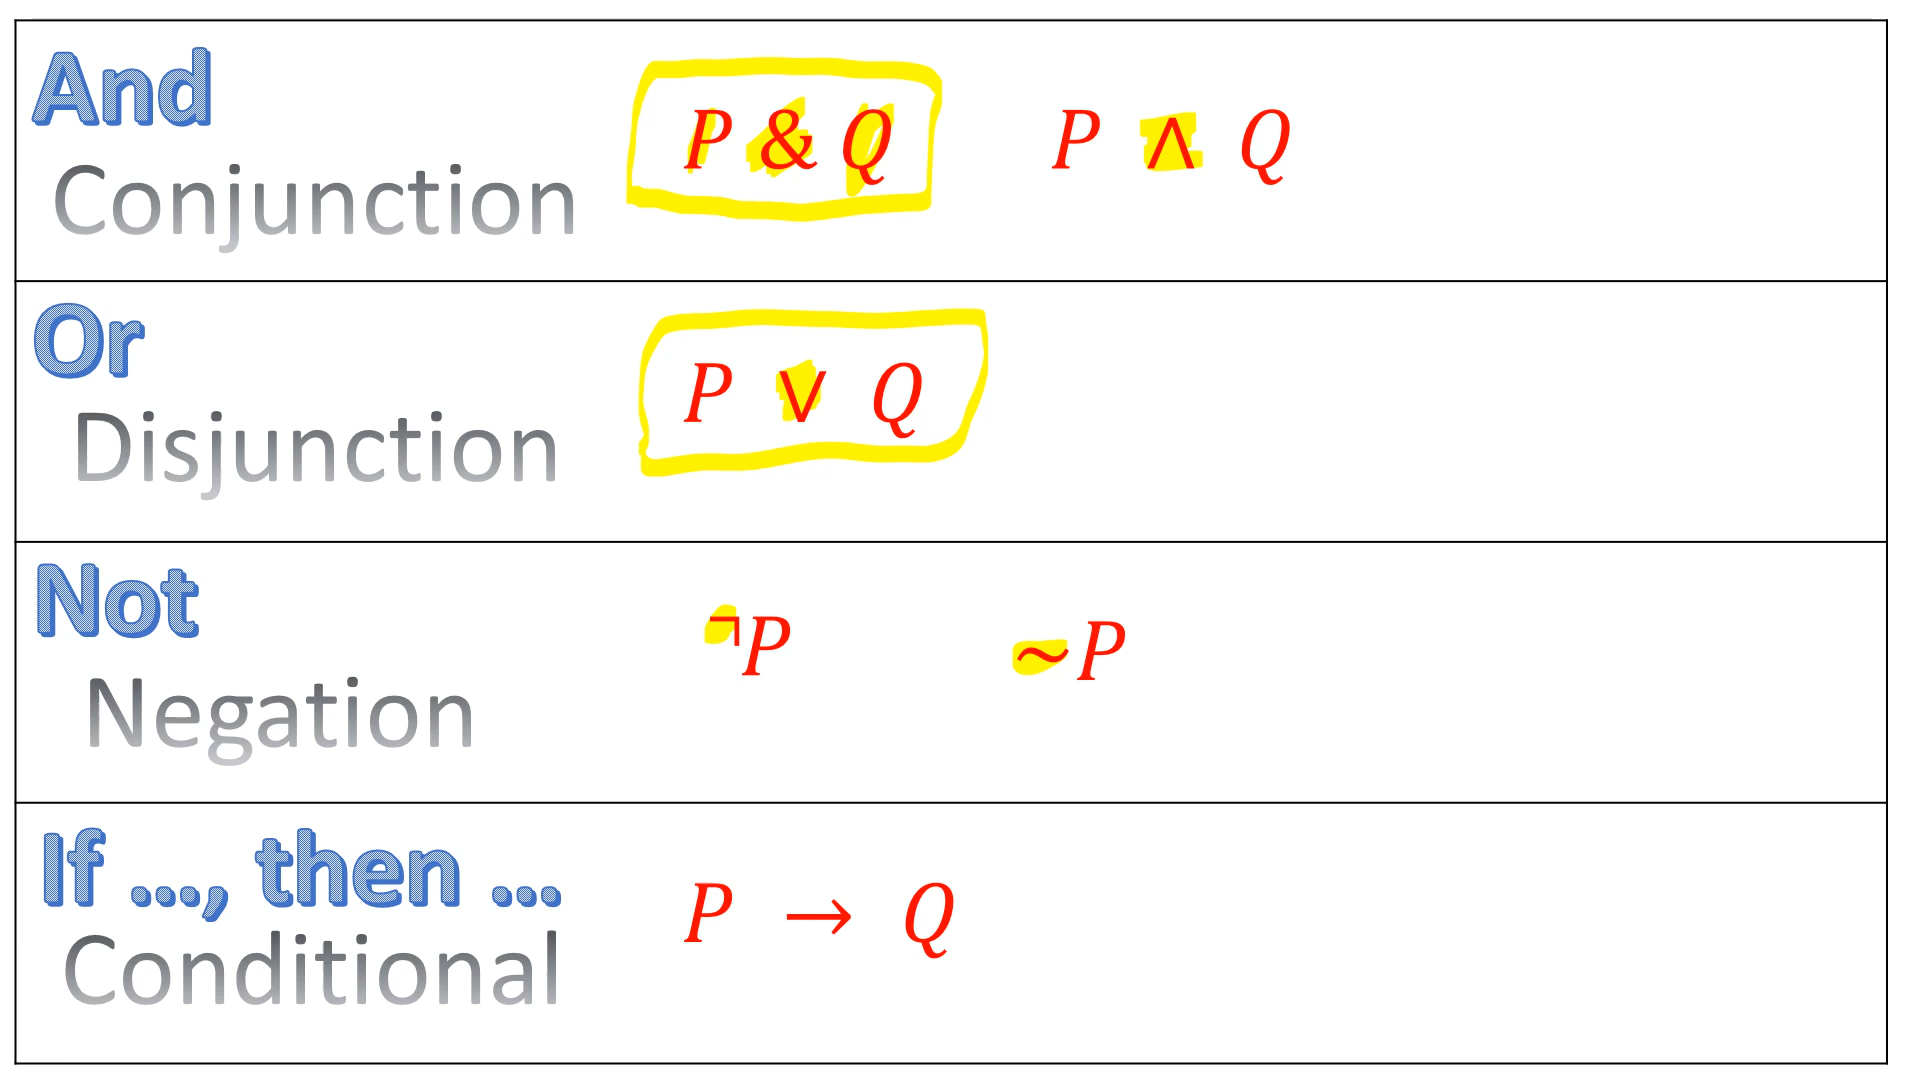 And
Conjunction
P & Q P ∧ Q
Or
Disjunction
P ∨ Q
Not
Negation
¬P ~P
If ..., then ...
Conditional
P → Q